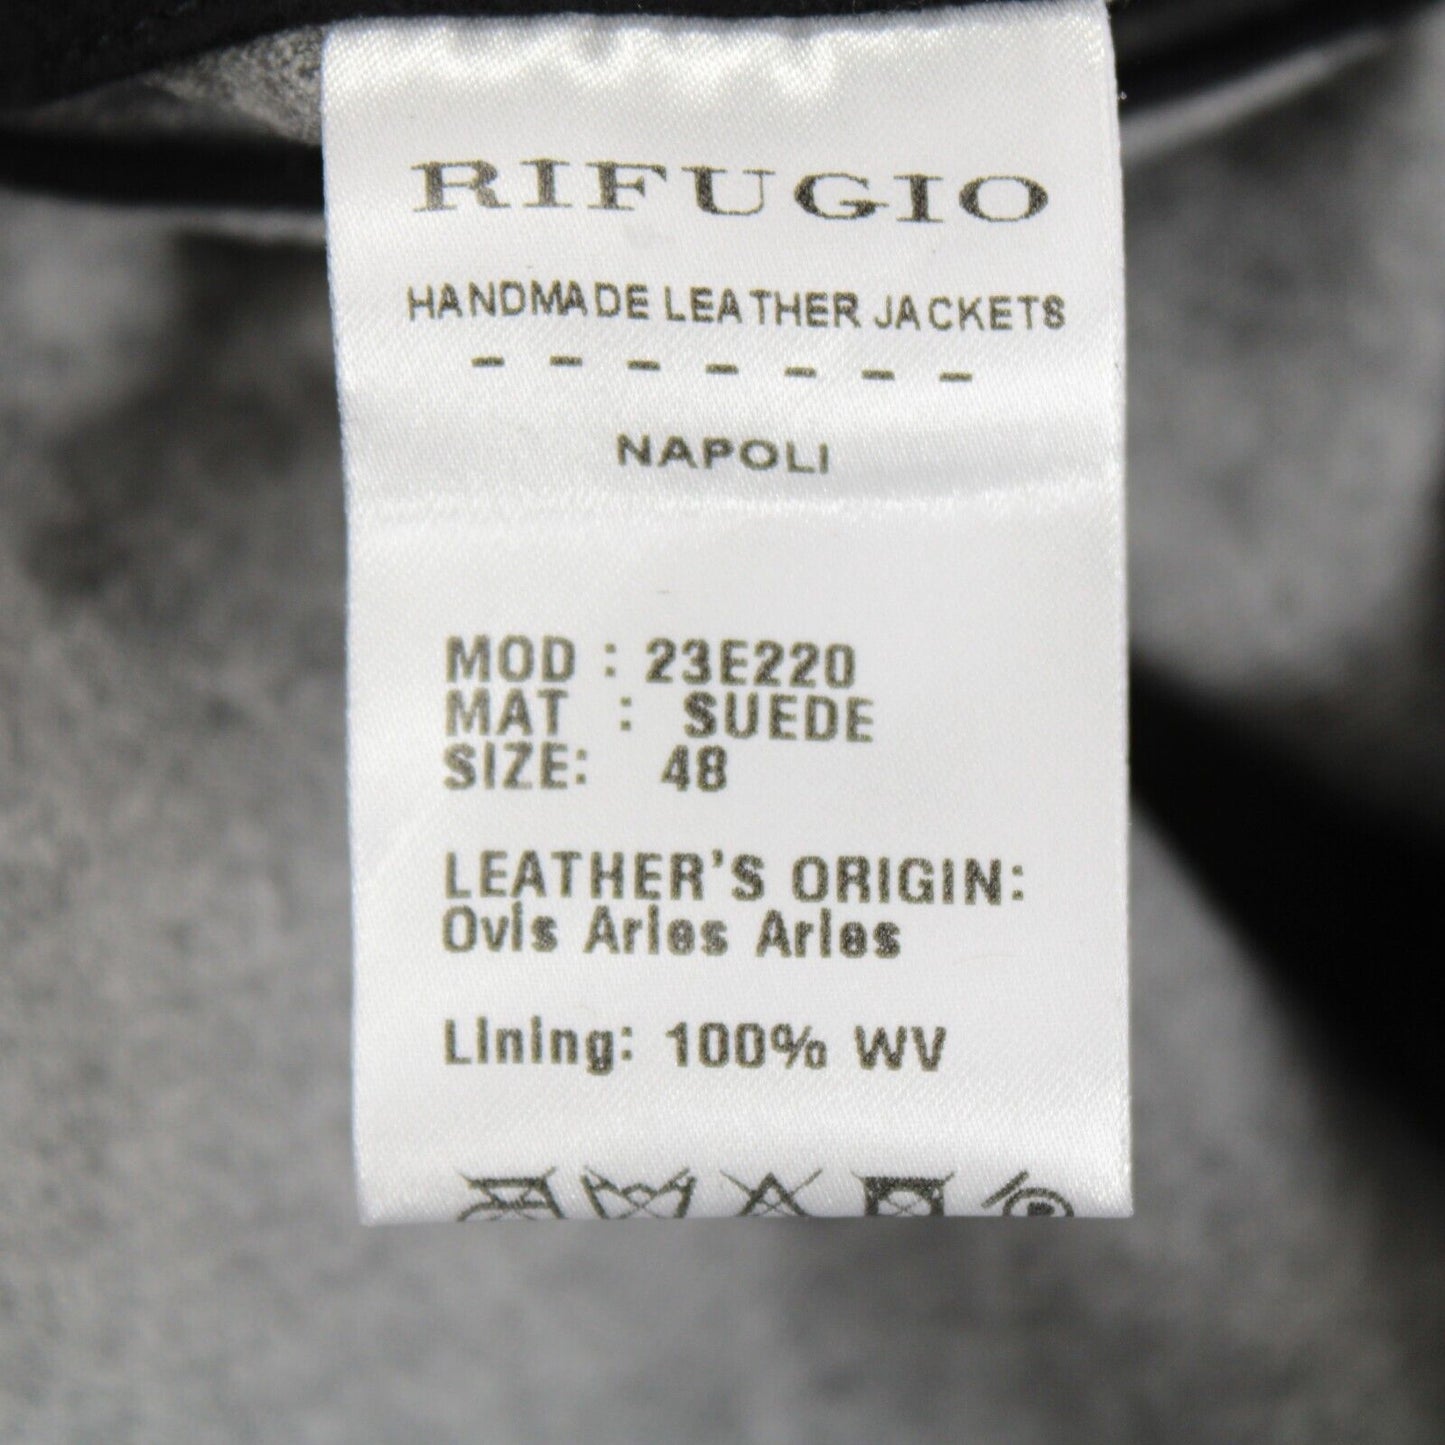 RIFUGIO
HANDMADE LEATHER JACKETS
- - - - - - -
NAPOLI
MOD : 23E220
MAT : SUEDE
SIZE: 48
LEATHER'S ORIGIN:
Ovis Aries Aries
Lining: 100% WV